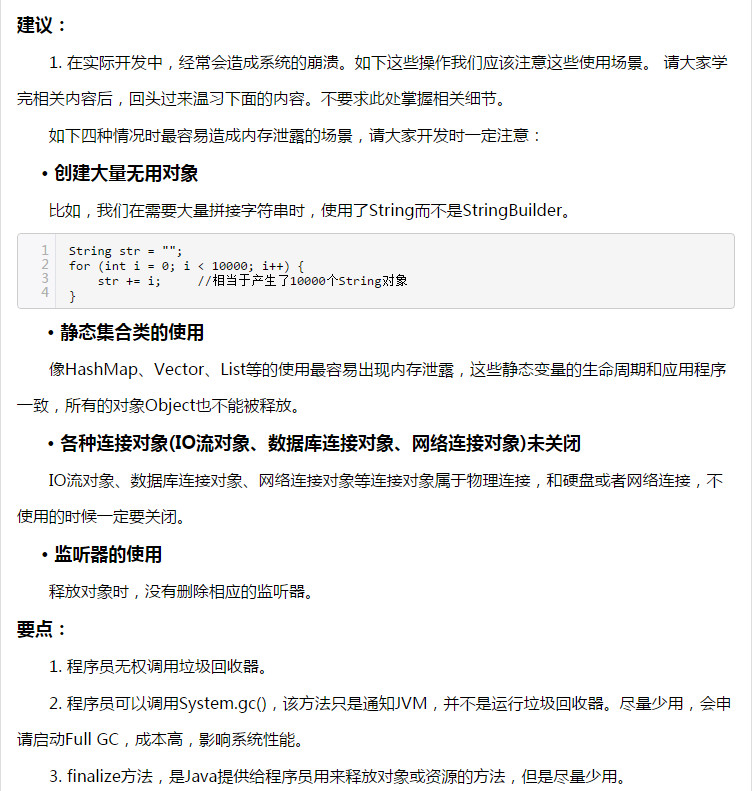 建议：
1. 在实际开发中，经常会造成系统的崩溃。如下这些操作我们应该注意这些使用场景。 请大家学
完相关内容后，回头过来温习下面的内容。不要求此处掌握相关细节。
如下四种情况时最容易造成内存泄露的场景，请大家开发时一定注意：
• 创建大量无用对象
比如，我们在需要大量拼接字符串时，使用了String而不是StringBuilder。
1 String str = "";
2 for (int i = 0; i < 10000; i++) {
3 str += i; //相当于产生了10000个String对象
4 }
• 静态集合类的使用
像HashMap、Vector、List等的使用最容易出现内存泄露，这些静态变量的生命周期和应用程序
一致，所有的对象Object也不能被释放。
• 各种连接对象(IO流对象、数据库连接对象、网络连接对象)未关闭
IO流对象、数据库连接对象、网络连接对象等连接对象属于物理连接，和硬盘或者网络连接，不
使用的时候一定要关闭。
• 监听器的使用
释放对象时，没有删除相应的监听器。
要点：
1. 程序员无权调用垃圾回收器。
2. 程序员可以调用System.gc()，该方法只是通知JVM，并不是运行垃圾回收器。尽量少用，会申
请启动Full GC，成本高，影响系统性能。
3. finalize方法，是Java提供给程序员用来释放对象或资源的方法，但是尽量少用。